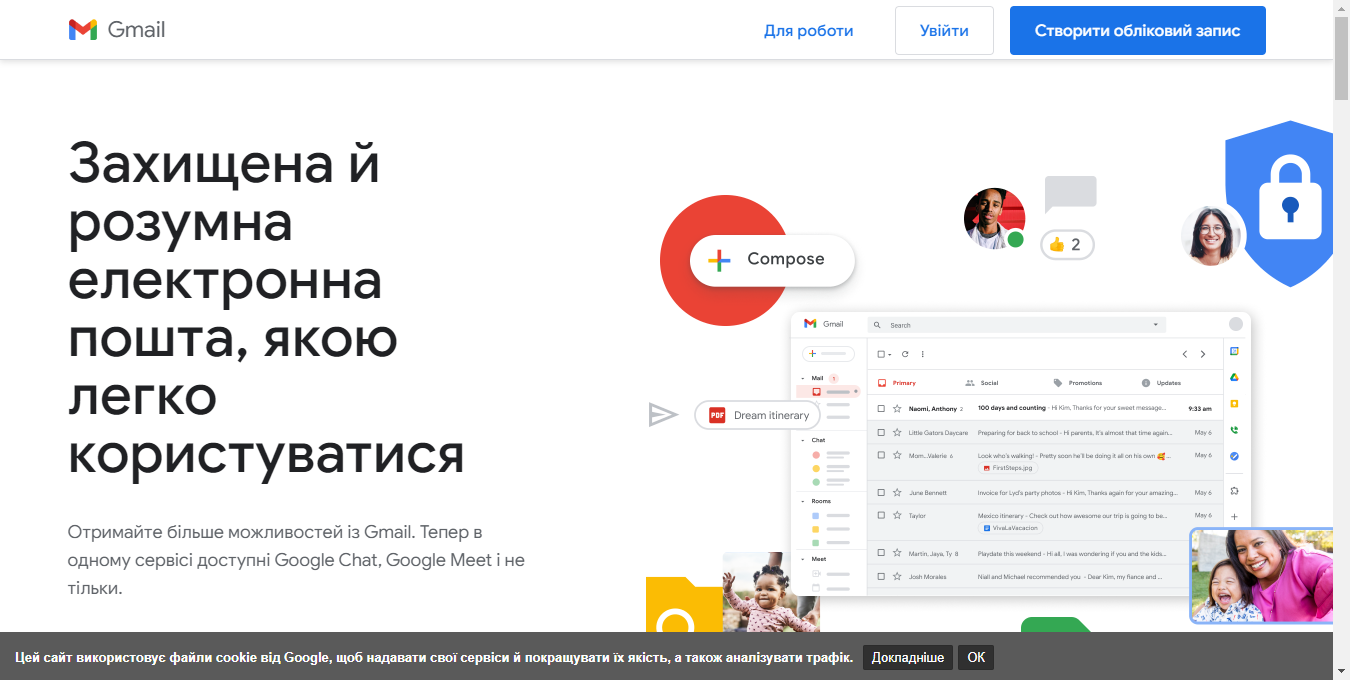 Gmail
Для роботи
Увійти
Створити обліковий запис
Захищена й
розумна
електронна
пошта, якою
легко
користуватися
Отримайте більше можливостей із Gmail. Тепер в
одному сервісі доступні Google Chat, Google Meet і не
тільки.
Compose
2
Gmail
Search
Mail 1
Primary
Social
Promotions
Updates
Naomi, Anthony 2
100 days and counting - Hi Kim, Thanks for your sweet message...
9:33 am
PDF Dream itinerary
Little Gators Daycare
Preparing for back to school - Hi parents, It's almost that time again...
May 6
Chat
Mom...Valerie 6
Look who's walking! - Pretty soon he'll be doing it all on his own 🥰...
May 6
FirstSteps.jpg
June Bennett
Invoice for Lyd's party photos - Hi Kim, Thanks again for your amazing...
May 6
Rooms
Taylor
Mexico itinerary - Check out how awesome our trip is going to be...
May 6
VivaLaVacacion
Meet
Martin, Jaya, Ty 8
Playdate this weekend - Hi all, I was wondering if you and the kids...
Josh Morales
Niall and Michael recommended you - Dear Kim, my fiance and ...
Цей сайт використовує файли cookie від Google, щоб надавати свої сервіси й покращувати їх якість, а також аналізувати трафік.
Докладніше
ОК